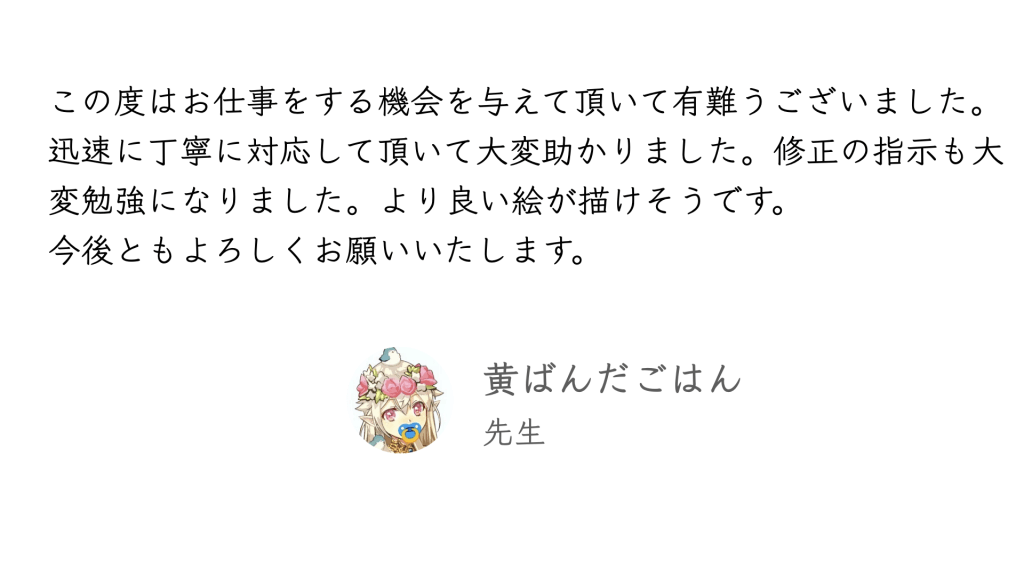 この度はお仕事をする機会を与えて頂いて有難うございました。
迅速に丁寧に対応して頂いて大変助かりました。修正の指示も大
変勉強になりました。より良い絵が描けそうです。
今後ともよろしくお願いいたします。
黄ばんだごはん
先生